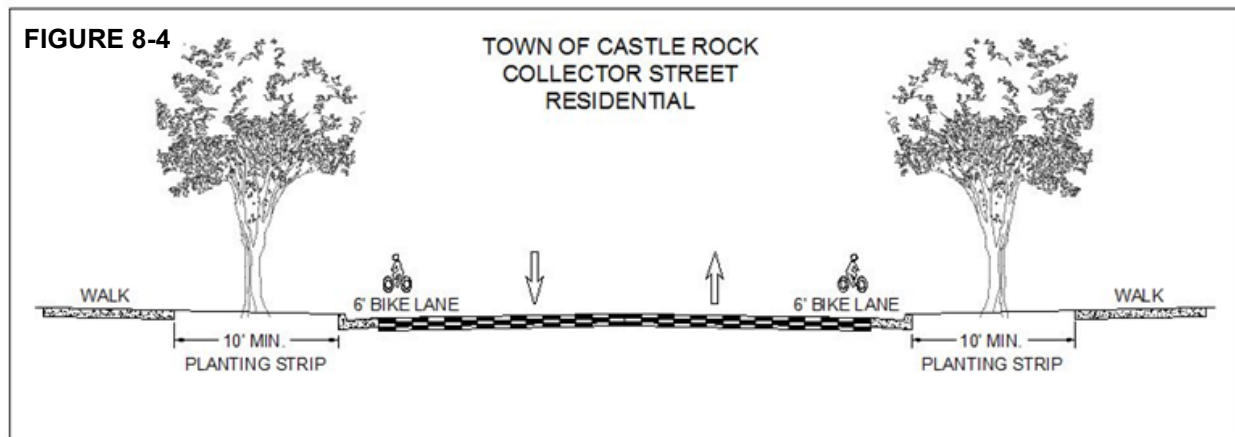 FIGURE 8-4
TOWN OF CASTLE ROCK
COLLECTOR STREET
RESIDENTIAL
WALK
6' BIKE LANE
6' BIKE LANE
WALK
10' MIN.
PLANTING STRIP
10' MIN.
PLANTING STRIP